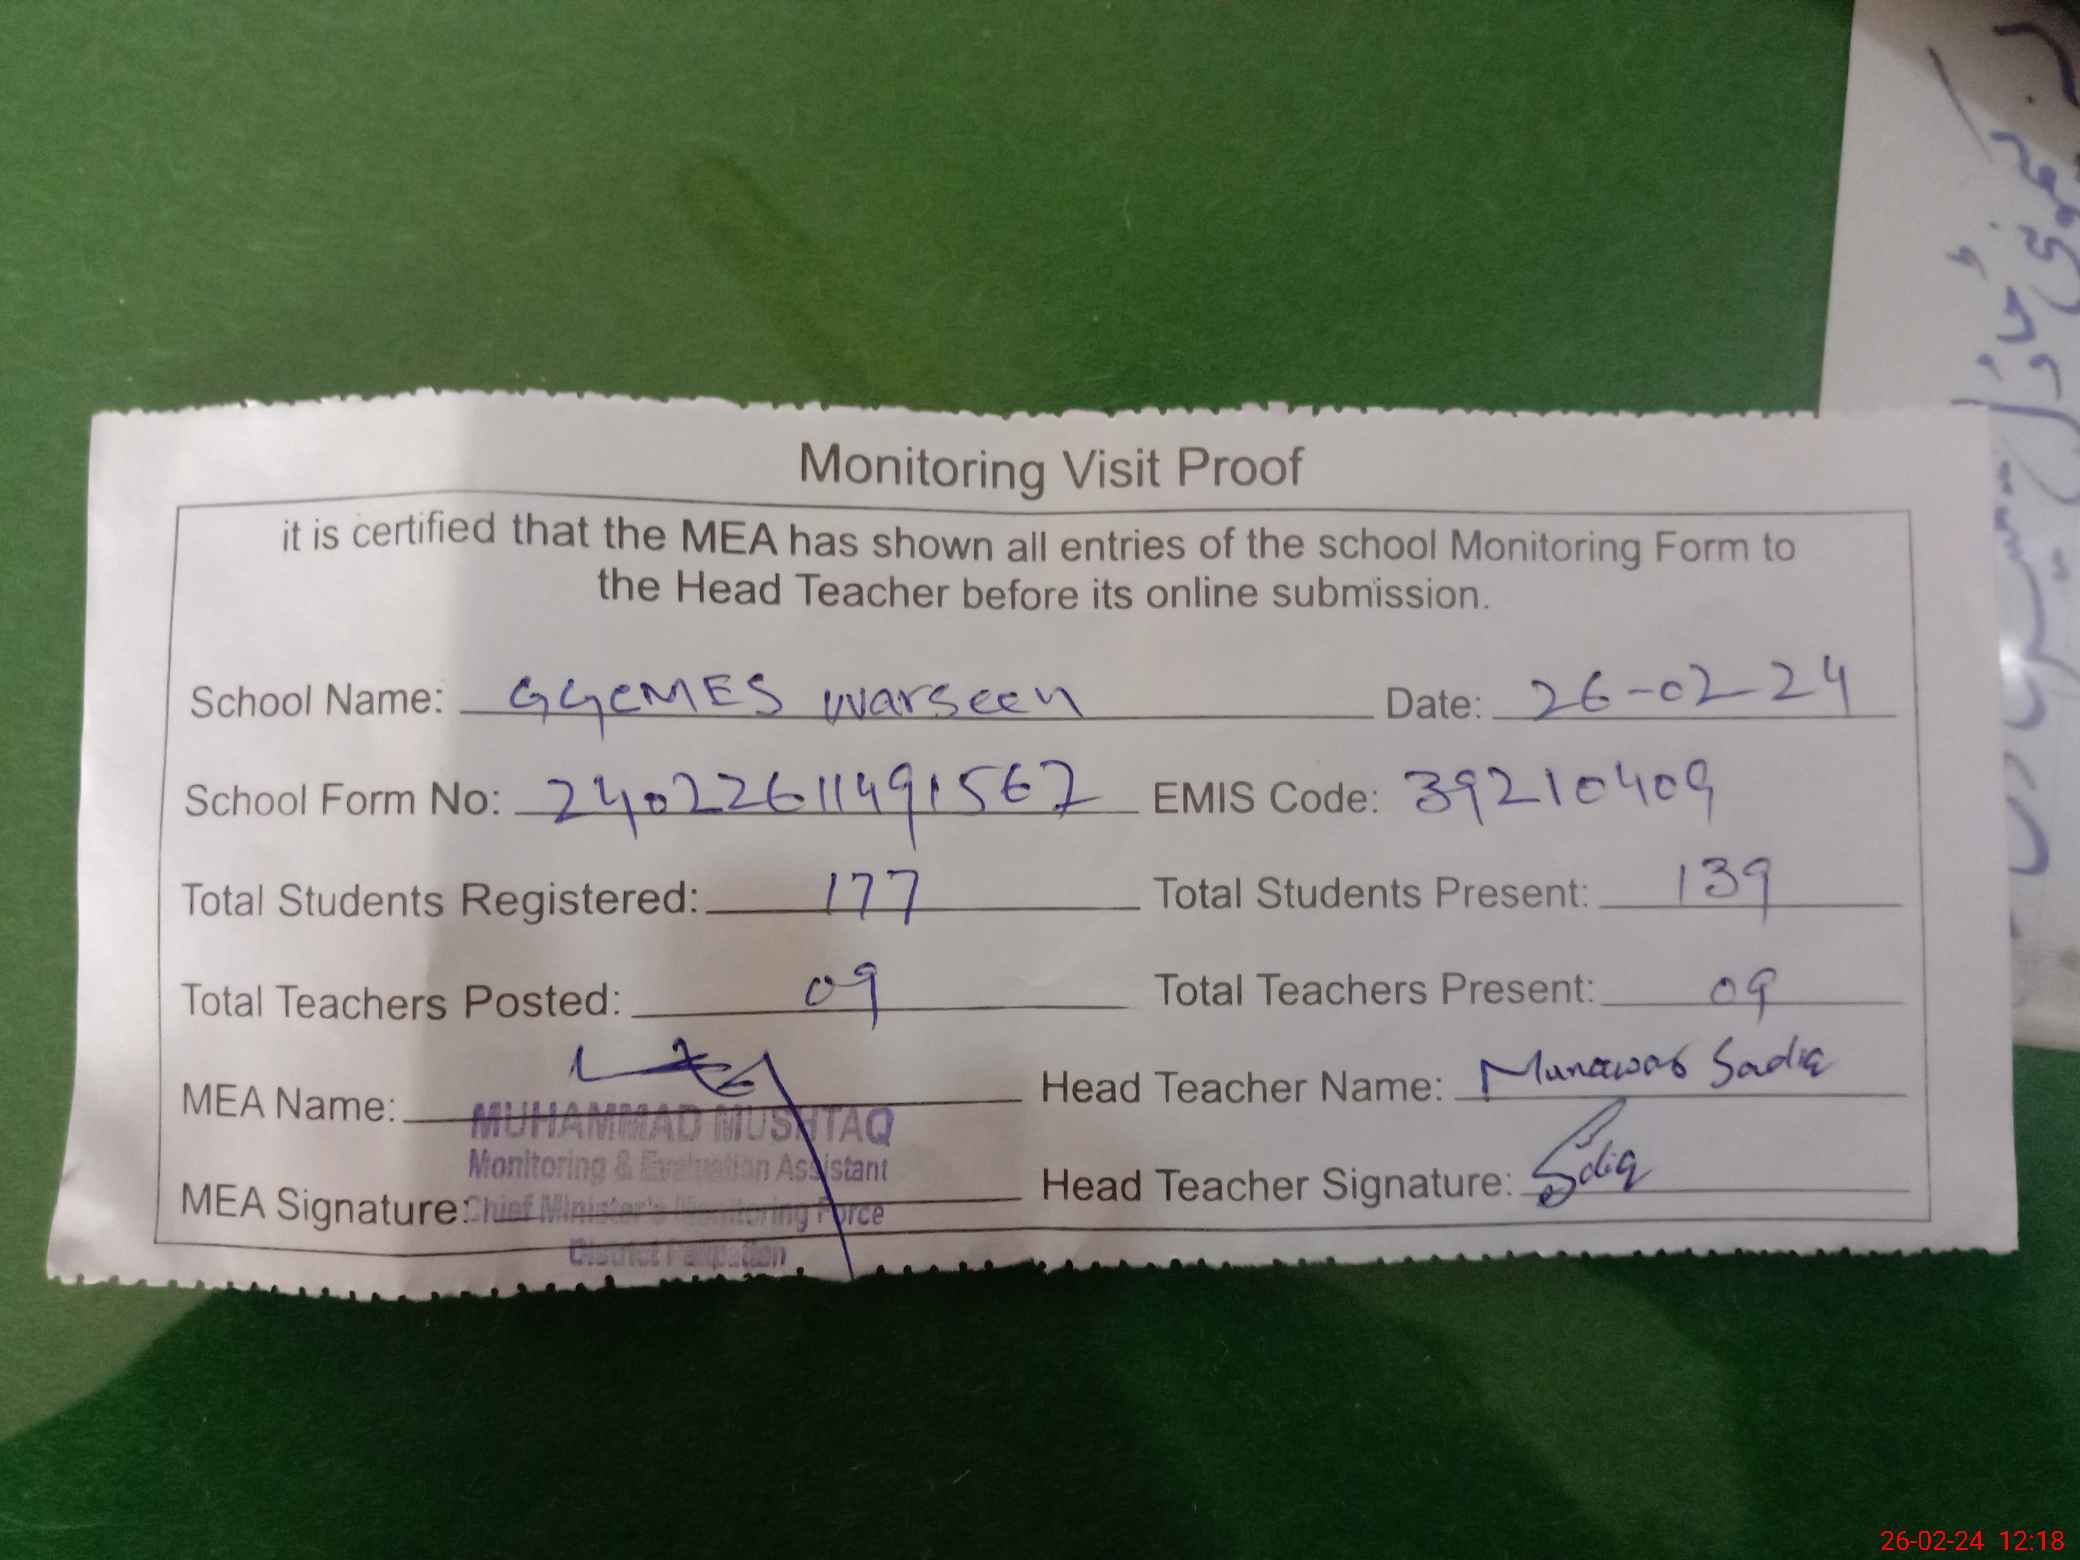 Monitoring Visit Proof
it is certified that the MEA has shown all entries of the school Monitoring Form to
the Head Teacher before its online submission.
School Name: GGCMES Warseen Date: 26-02-24
School Form No: 24022611491567 EMIS Code: 39210409
Total Students Registered: 177 Total Students Present: 139
Total Teachers Posted: 09 Total Teachers Present: 09
MEA Name: Head Teacher Name: Munawar Sadiq
MUHAMMAD MUSHTAQ
Monitoring & Evaluation Assistant
MEA Signature: Head Teacher Signature: Sdiq
Chief Minister's Monitoring Force
District Pakpattan
26-02-24 12:18